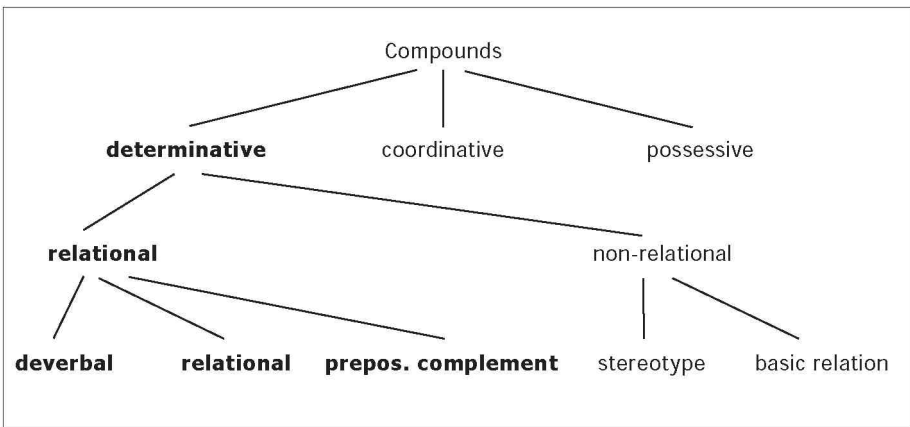 Compounds
determinative coordinative possessive
relational non-relational
deverbal relational prepos. complement stereotype basic relation